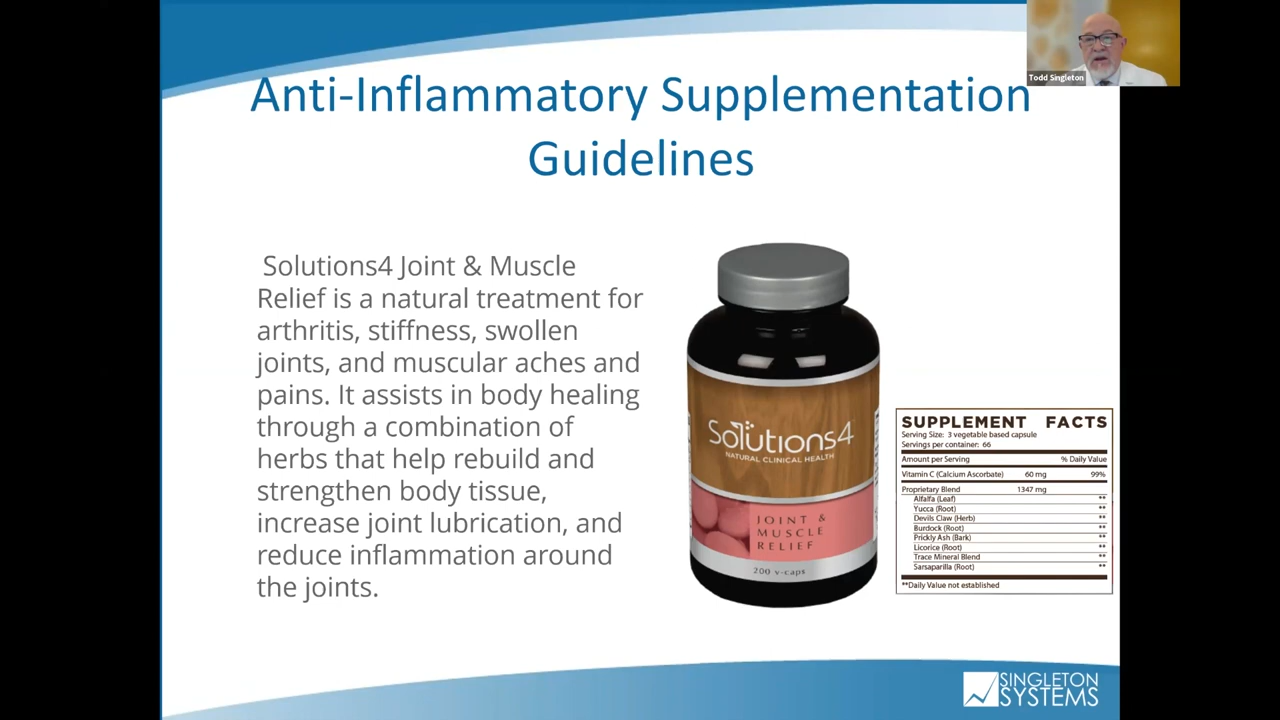 Todd Singleton
Anti-Inflammatory Supplementation
Guidelines
Solutions4 Joint & Muscle
Relief is a natural treatment for
arthritis, stiffness, swollen
joints, and muscular aches and
pains. It assists in body healing
through a combination of
herbs that help rebuild and
strengthen body tissue,
increase joint lubrication, and
reduce inflammation around
the joints.
Solutions4
NATURAL CLINICAL HEALTH
JOINT &
MUSCLE
RELIEF
200 v-caps
SUPPLEMENT FACTS
Serving Size: 3 vegetable based capsule
Servings per container: 66
Amount per Serving % Daily Value
Vitamin C (Calcium Ascorbate) 60 mg 99%
Proprietary Blend 1347 mg
Alfalfa (Leaf) **
Yucca (Root) **
Devils Claw (Herb) **
Burdock (Root) **
Prickly Ash (Bark) **
Licorice (Root) **
Trace Mineral Blend **
Sarsaparilla (Root) **
**Daily Value not established
SINGLETON
SYSTEMS